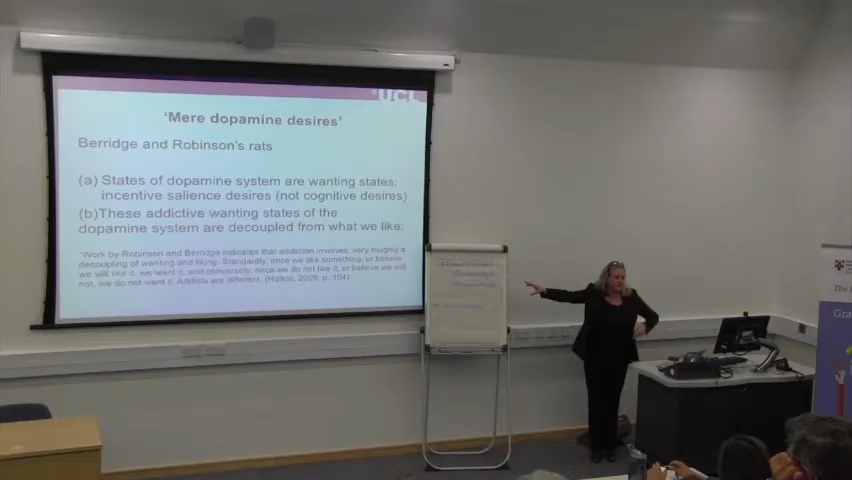 UCL
'Mere dopamine desires'
Berridge and Robinson's rats
(a) States of dopamine system are wanting states:
incentive salience desires (not cognitive desires)
(b)These addictive wanting states of the
dopamine system are decoupled from what we like:
'Work by Robinson and Berridge indicates that addiction involves, very roughly a
decoupling of wanting and liking. Standardly, once we like something, or believe
we will like it, we want it; and conversely, once we do not like it, or believe we will
not, we do not want it. Addicts are different. (Holton, 2009, p. 104)
Gra